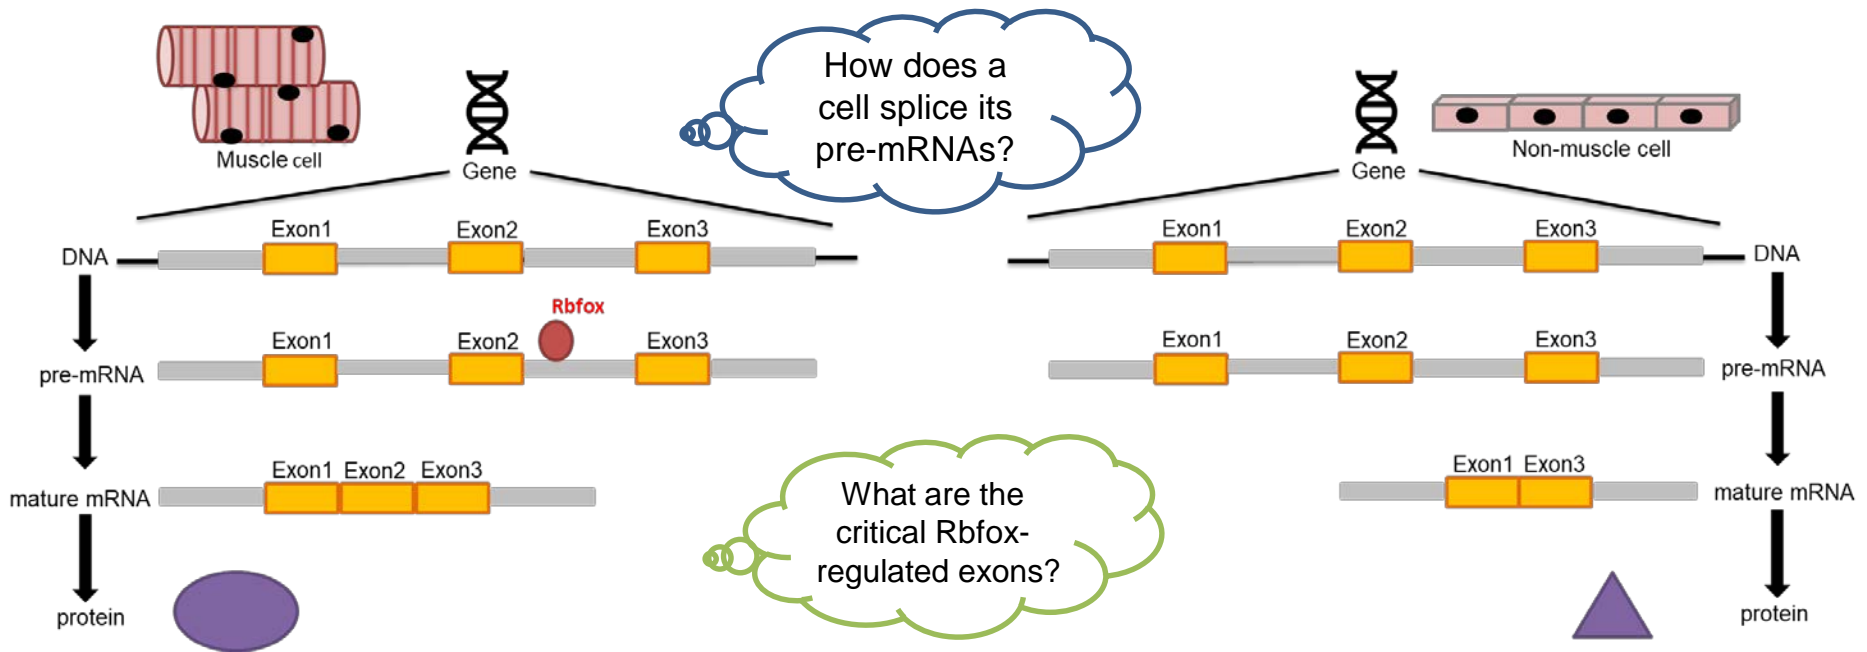 How does a
cell splice its
pre-mRNAs?
Muscle cell
Gene
Exon1 Exon2 Exon3
DNA
Rbfox
Exon1 Exon2 Exon3
pre-mRNA
Exon1 Exon2 Exon3
mature mRNA
protein
What are the
critical Rbfox-
regulated exons?
Non-muscle cell
Gene
Exon1 Exon2 Exon3
DNA
Exon1 Exon2 Exon3
pre-mRNA
Exon1 Exon3
mature mRNA
protein